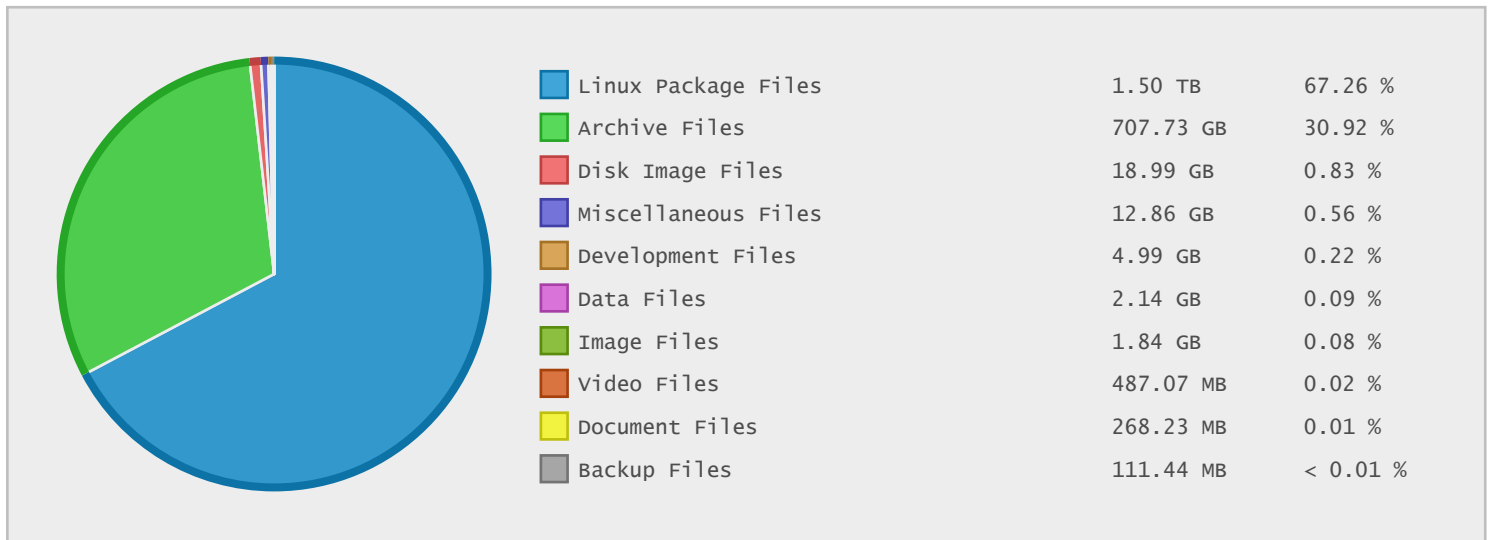 Linux Package Files 1.50 TB 67.26 %
Archive Files 707.73 GB 30.92 %
Disk Image Files 18.99 GB 0.83 %
Miscellaneous Files 12.86 GB 0.56 %
Development Files 4.99 GB 0.22 %
Data Files 2.14 GB 0.09 %
Image Files 1.84 GB 0.08 %
Video Files 487.07 MB 0.02 %
Document Files 268.23 MB 0.01 %
Backup Files 111.44 MB < 0.01 %